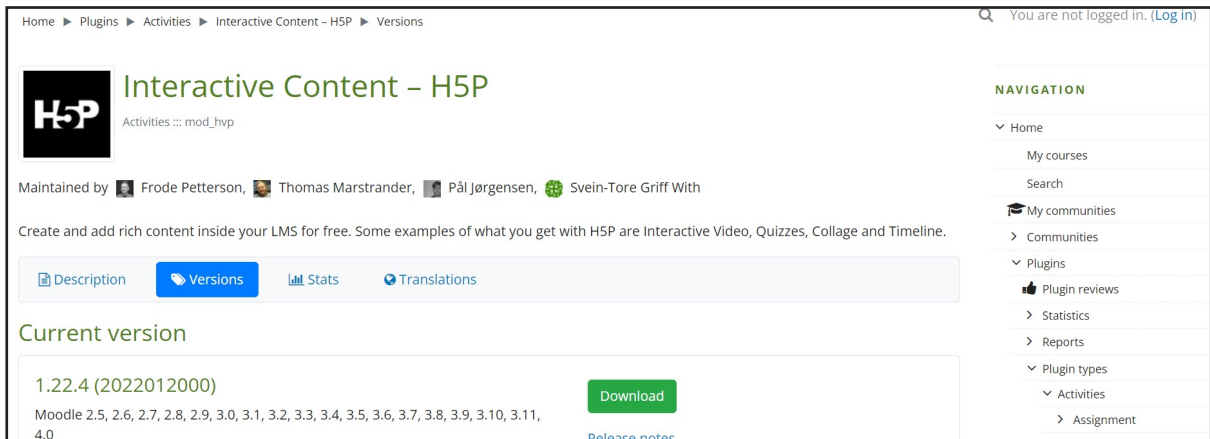 Home ▶ Plugins ▶ Activities ▶ Interactive Content – H5P ▶ Versions
You are not logged in. (Log in)
H5P
Interactive Content – H5P
Activities ::: mod_hvp
Maintained by Frode Petterson, Thomas Marstrander, Pål Jørgensen, Svein-Tore Griff With
Create and add rich content inside your LMS for free. Some examples of what you get with H5P are Interactive Video, Quizzes, Collage and Timeline.
Description Versions Stats Translations
Current version
1.22.4 (2022012000)
Moodle 2.5, 2.6, 2.7, 2.8, 2.9, 3.0, 3.1, 3.2, 3.3, 3.4, 3.5, 3.6, 3.7, 3.8, 3.9, 3.10, 3.11,
4.0
Download
Release notes
NAVIGATION
Home
My courses
Search
My communities
Communities
Plugins
Plugin reviews
Statistics
Reports
Plugin types
Activities
Assignment